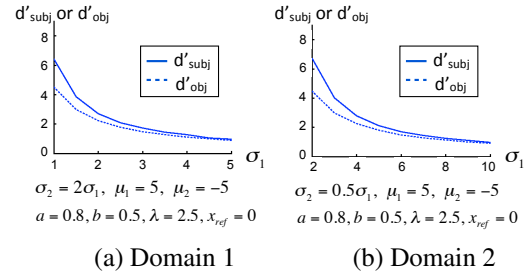 d'subj or d'obj
8
6
4
2
0
1 2 3 4 5 σ₁
d'subj
d'obj
σ₂ = 2σ₁, μ₁ = 5, μ₂ = −5
a = 0.8, b = 0.5, λ = 2.5, x_ref = 0
(a) Domain 1
d'subj or d'obj
8
6
4
2
0
2 4 6 8 10 σ₁
d'subj
d'obj
σ₂ = 0.5σ₁, μ₁ = 5, μ₂ = −5
a = 0.8, b = 0.5, λ = 2.5, x_ref = 0
(b) Domain 2